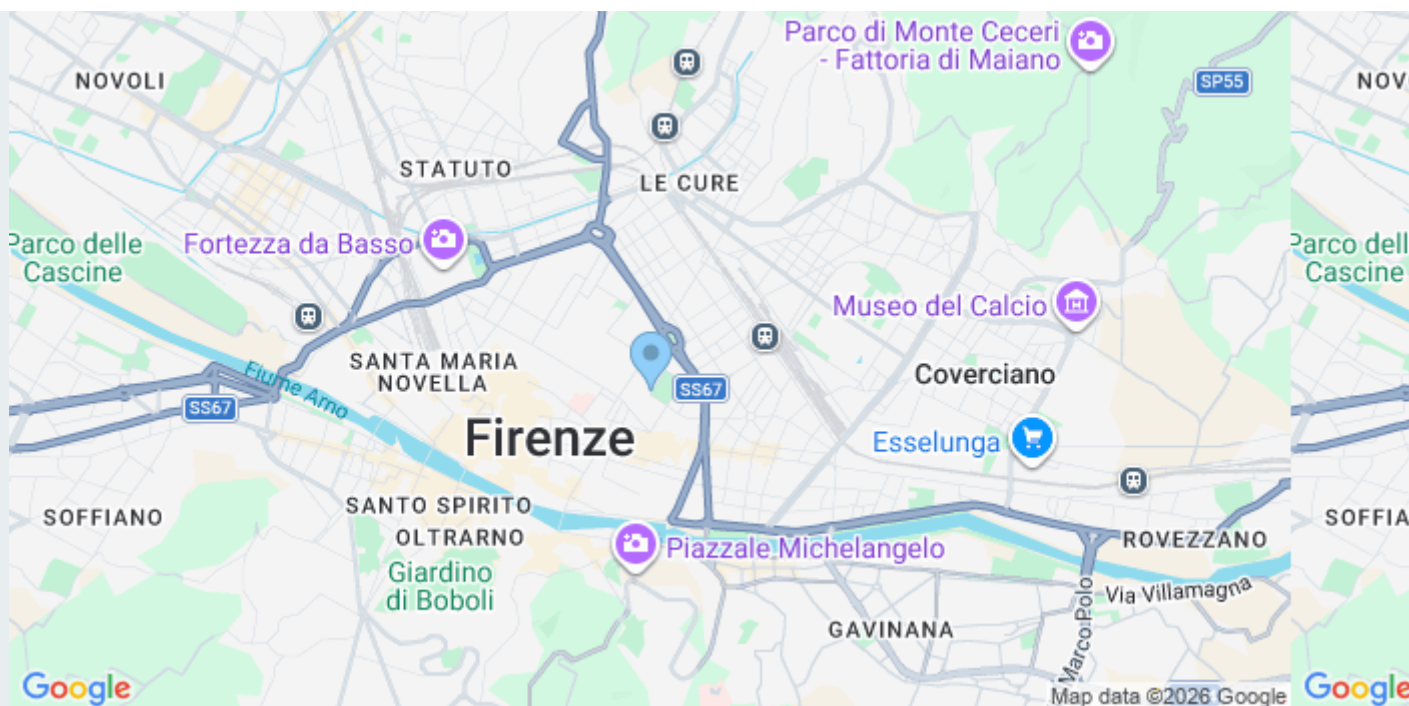 Parco di Monte Ceceri
- Fattoria di Maiano
NOVOLI
SP55
NOV
STATUTO
LE CURE
Fortezza da Basso
Parco delle
Cascine
Parco dell
Cascine
Museo del Calcio
SANTA MARIA
NOVELLA
Fiume Arno
Coverciano
SS67
SS67
Firenze
Esselunga
SANTO SPIRITO
OLTRARNO
SOFFIANO
SOFFIA
Piazzale Michelangelo
ROVEZZANO
Giardino
di Boboli
Via Villamagna
GAVINANA
Marco Polo
Google
Map data ©2026 Google
Google